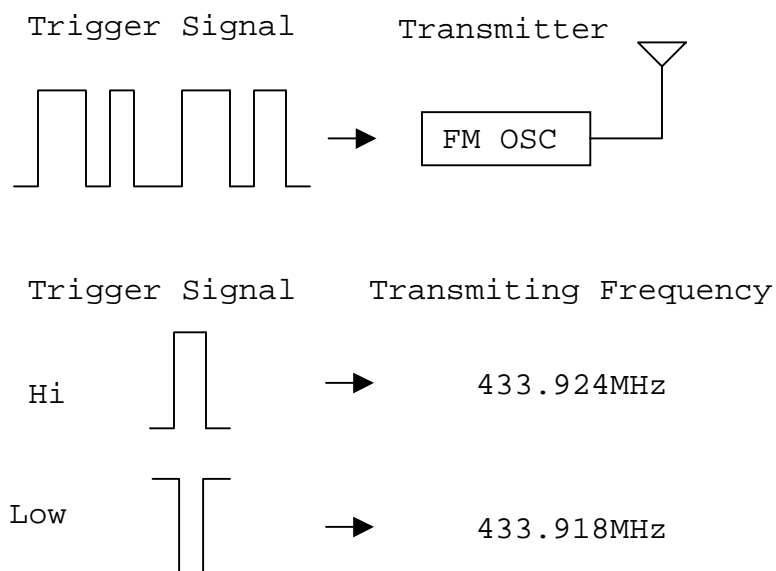 Trigger Signal
Transmitter
FM OSC
Trigger Signal
Transmiting Frequency
Hi
433.924MHz
Low
433.918MHz